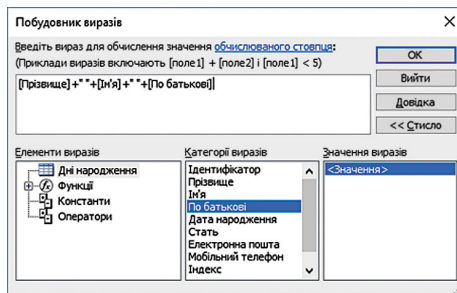 Побудовник виразів
Введіть вираз для обчислення значення обчислюваного стовпця:
(Приклади виразів включають [поле1] + [поле2] і [поле1] < 5)
[Прізвище]+" "+[Ім'я]+" "+[По батькові]
ОК
Вийти
Довідка
<< Стисло
Елементи виразів
Дні народження
Функції
Константи
Оператори
Категорії виразів
Ідентифікатор
Прізвище
Ім'я
По батькові
Дата народження
Стать
Електронна пошта
Мобільний телефон
Індекс
Значення виразів
<Значення>